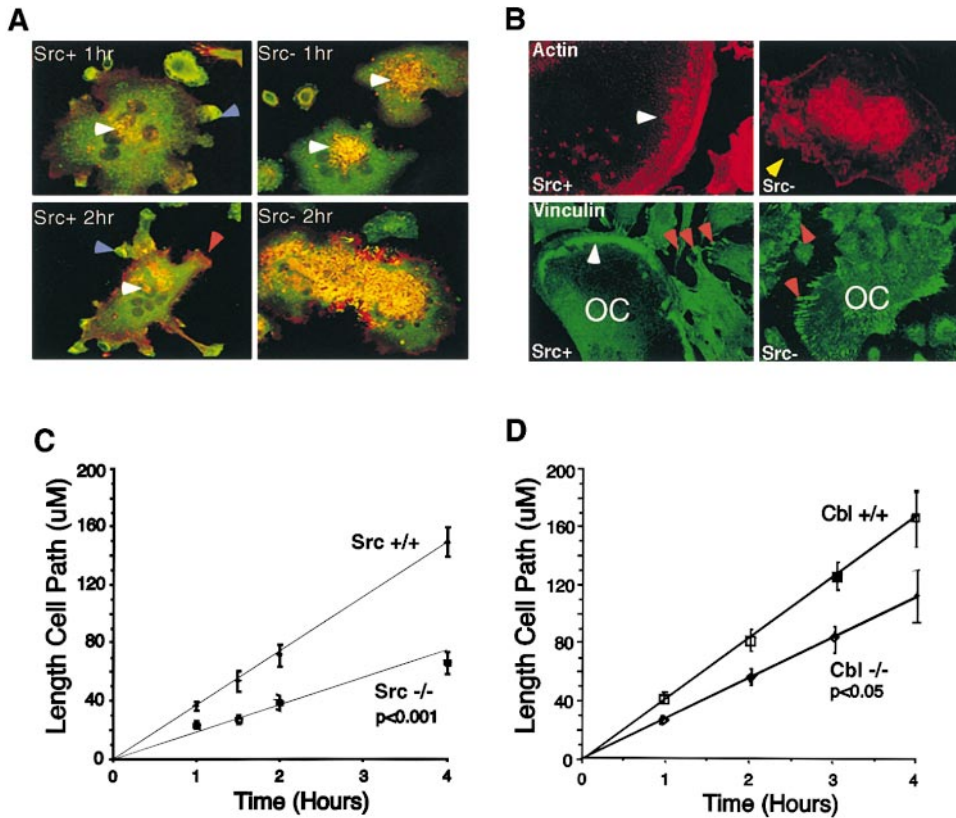 A
Src+ 1hr
Src- 1hr
Src+ 2hr
Src- 2hr
B
Actin
Src+
Src-
Vinculin
OC
Src+
OC
Src-
C
Length Cell Path (uM)
200
160
120
80
40
0
Src +/+
Src -/-
p<0.001
0
1
2
3
4
Time (Hours)
D
Length Cell Path (uM)
200
160
120
80
40
0
Cbl +/+
Cbl -/-
p<0.05
0
1
2
3
4
Time (Hours)